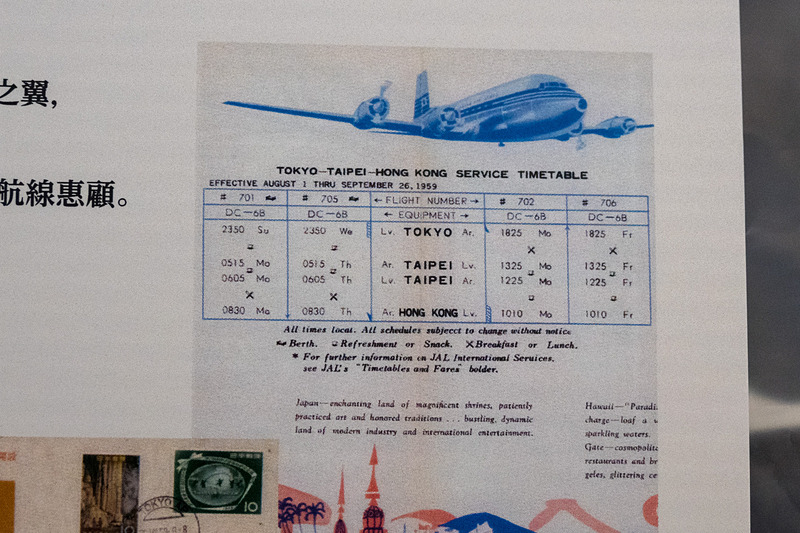 之翼,
航線惠顧。
TOKYO—TAIPEI—HONG KONG SERVICE TIMETABLE
EFFECTIVE AUGUST 1 THRU SEPTEMBER 26, 1959
# 701 # 705 ← FLIGHT NUMBER → # 702 # 706
DC—6B DC—6B ← EQUIPMENT → DC—6B DC—6B
2350 Su 2350 We Lv. TOKYO Ar. 1825 Mo 1825 Fr
0515 Mo 0515 Th Ar. TAIPEI Lv. 1325 Mo 1325 Fr
0605 Mo 0605 Th Lv. TAIPEI Ar. 1225 Mo 1225 Fr
0830 Mo 0830 Th Ar. HONG KONG Lv. 1010 Mo 1010 Fr
All times locat. All schedules subjecct to change without notice
Berth. Refreshment or Snack. Breakfast or Lunch.
* For further information on JAL International Services,
see JAL's "Timetables and Fares" bolder.
Japan—enchanting land of magnificent shrines, patiently
practiced art and honored traditions . . . bustling, dynamic
land of modern industry and international entertainment.
Hawaii—"Paradi
charge—loaf a w
sparkling waters.
Gate—cosmopolita
restaurants and br
geles, glittering ce
TOKYO
10